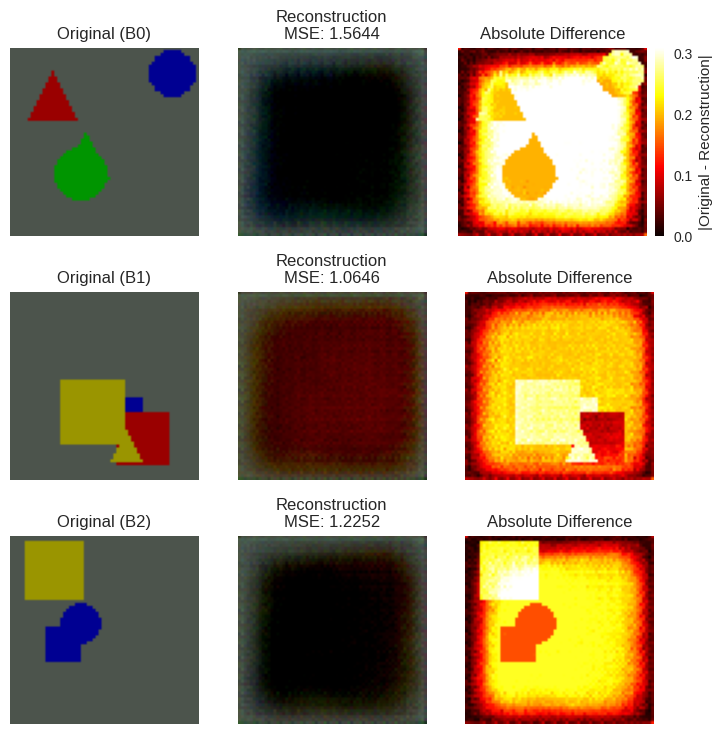 Original (B0)
Reconstruction
MSE: 1.5644
Absolute Difference
0.3
0.2
0.1
0.0
|Original - Reconstruction|
Original (B1)
Reconstruction
MSE: 1.0646
Absolute Difference
Original (B2)
Reconstruction
MSE: 1.2252
Absolute Difference